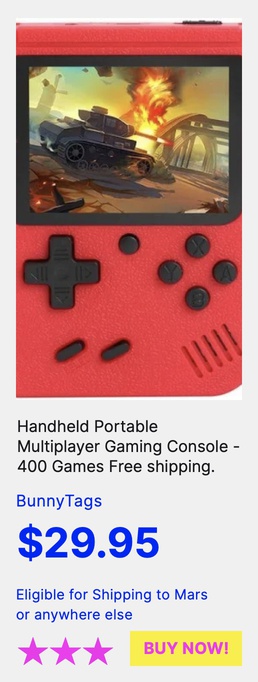 X
Y
A
B
Handheld Portable
Multiplayer Gaming Console -
400 Games Free shipping.
BunnyTags
$29.95
Eligible for Shipping to Mars
or anywhere else
BUY NOW!